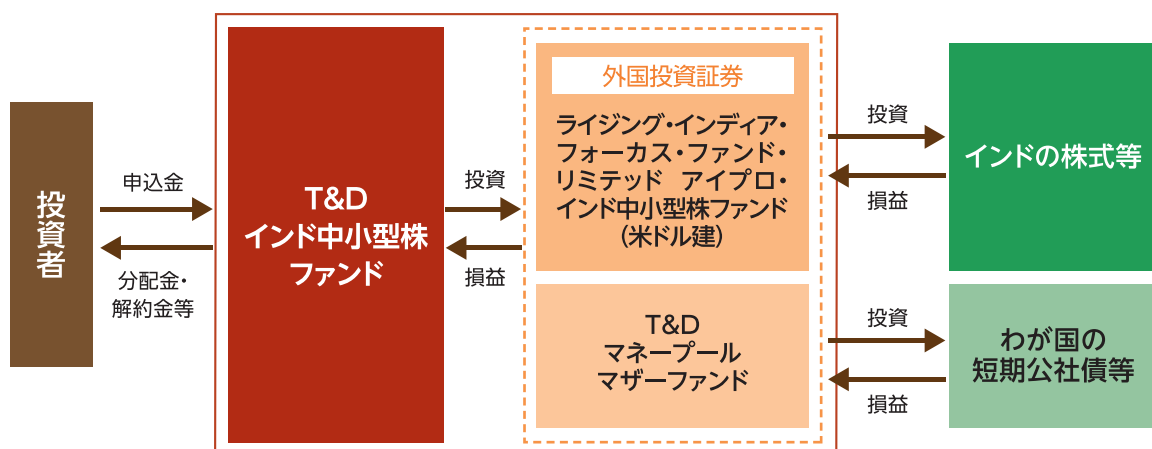 投資者
申込金
分配金・
解約金等
T&D
インド中小型株
ファンド
投資
損益
外国投資証券
ライジング・インディア・
フォーカス・ファンド・
リミテッド アイプロ・
インド中小型株ファンド
（米ドル建）
T&D
マネープール
マザーファンド
投資
損益
インドの株式等
投資
損益
わが国の
短期公社債等